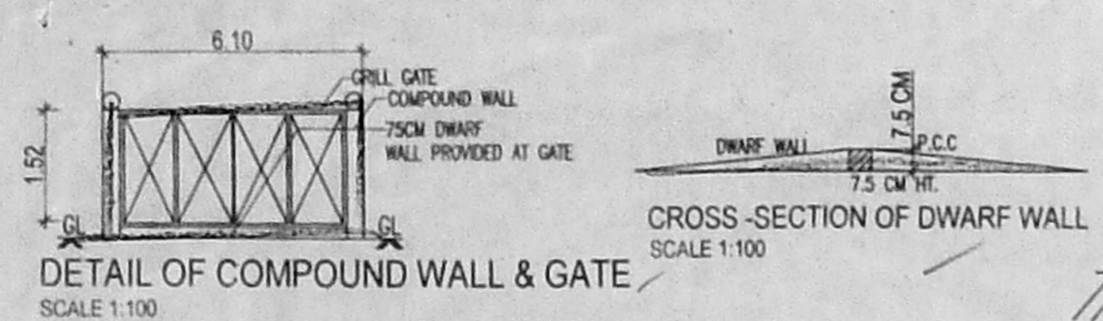 6.10
GRILL GATE
COMPOUND WALL
75CM DWARF
WALL PROVIDED AT GATE
1.52
GL
GL
DETAIL OF COMPOUND WALL & GATE
SCALE 1:100
7.5 CM
DWARF WALL
P.C.C
7.5 CM HT.
CROSS-SECTION OF DWARF WALL
SCALE 1:100